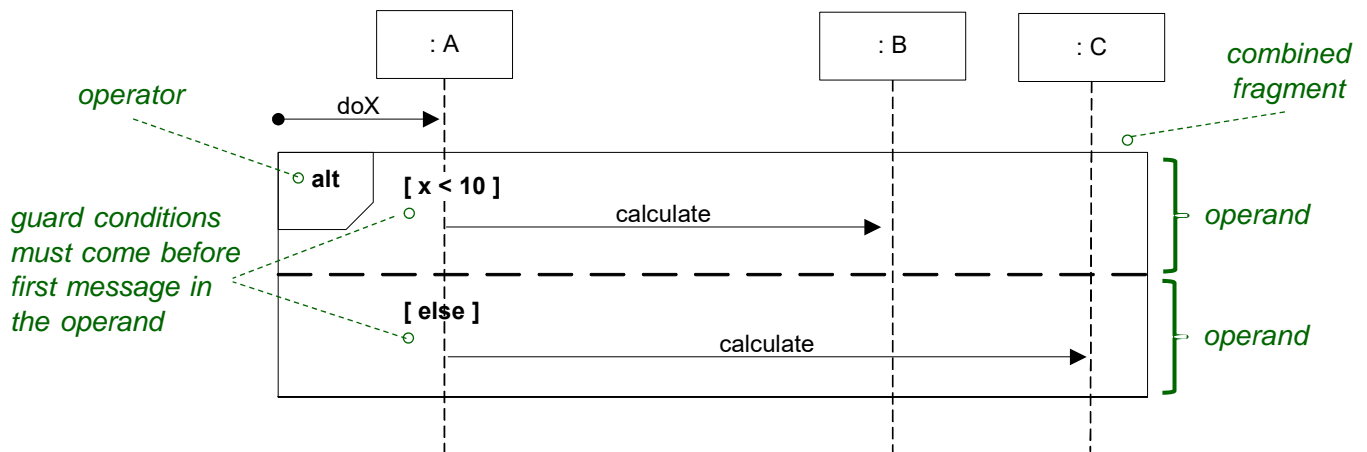 : A
: B
: C
combined
fragment
operator
doX
alt
[ x < 10 ]
guard conditions
must come before
first message in
the operand
calculate
operand
[ else ]
calculate
operand